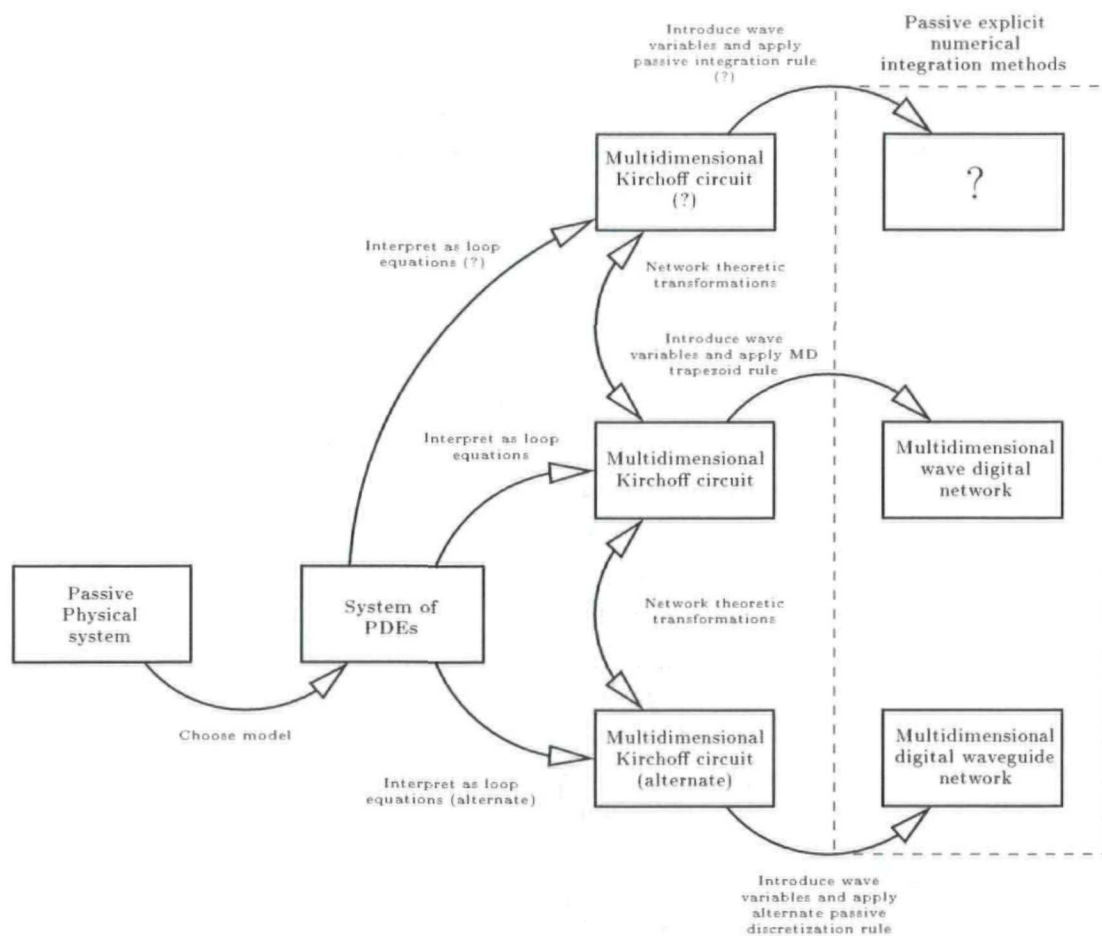 Introduce wave
variables and apply
passive integration rule
(?)
Passive explicit
numerical
integration methods
Multidimensional
Kirchoff circuit
(?)
?
Interpret as loop
equations (?)
Network theoretic
transformations
Introduce wave
variables and apply MD
trapezoid rule
Interpret as loop
equations
Multidimensional
Kirchoff circuit
Multidimensional
wave digital
network
Passive
Physical
system
System of
PDEs
Network theoretic
transformations
Choose model
Interpret as loop
equations (alternate)
Multidimensional
Kirchoff circuit
(alternate)
Multidimensional
digital waveguide
network
Introduce wave
variables and apply
alternate passive
discretization rule